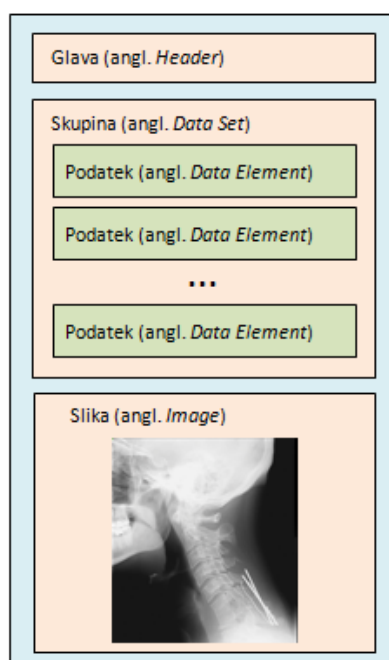 Glava (angl. Header)
Skupina (angl. Data Set)
Podatek (angl. Data Element)
Podatek (angl. Data Element)
...
Podatek (angl. Data Element)
Slika (angl. Image)